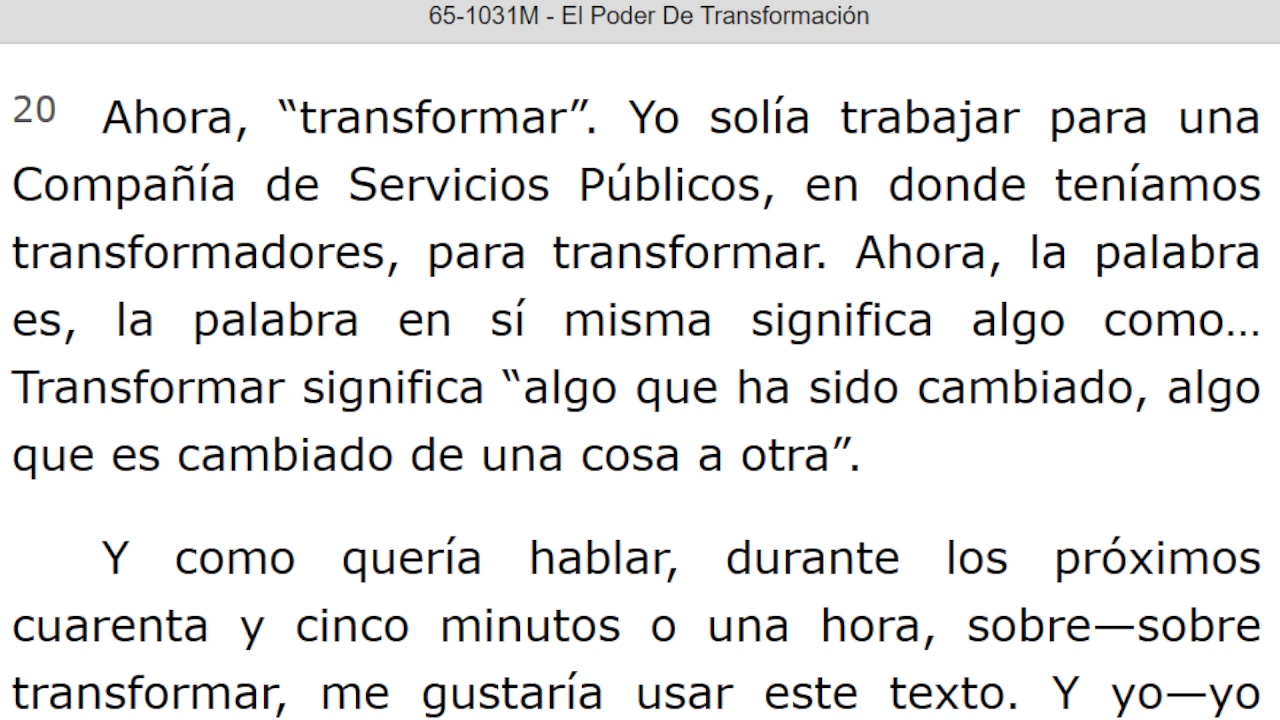 65-1031M - El Poder De Transformación
20 Ahora, “transformar”. Yo solía trabajar para una
Compañía de Servicios Públicos, en donde teníamos
transformadores, para transformar. Ahora, la palabra
es, la palabra en sí misma significa algo como…
Transformar significa “algo que ha sido cambiado, algo
que es cambiado de una cosa a otra”.
Y como quería hablar, durante los próximos
cuarenta y cinco minutos o una hora, sobre—sobre
transformar, me gustaría usar este texto. Y yo—yo